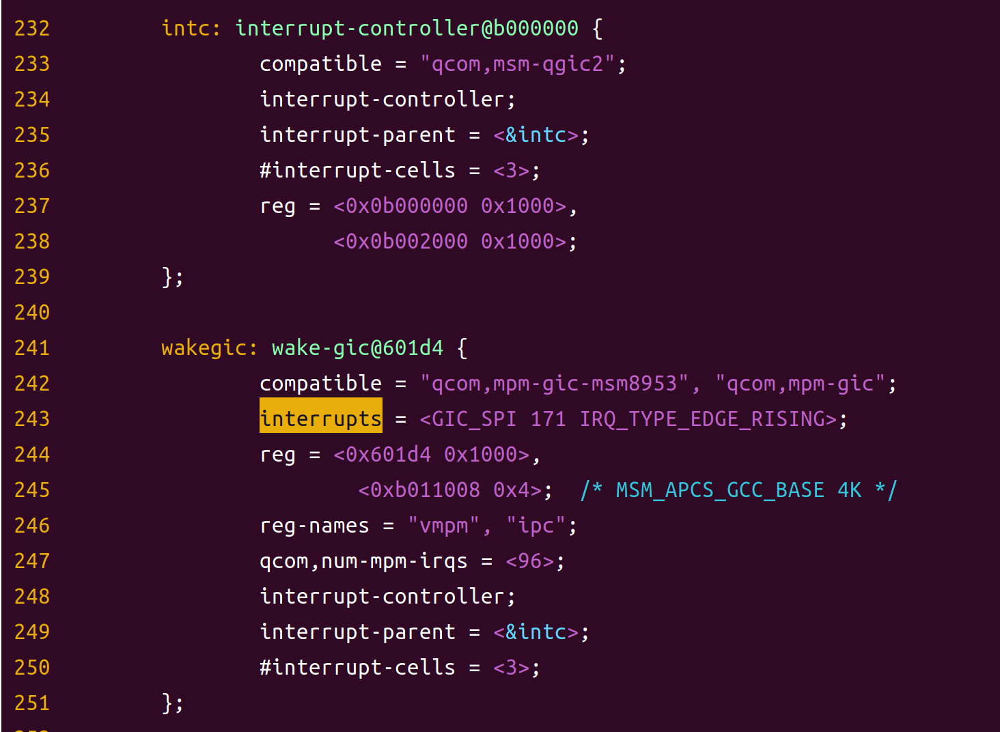 232         intc: interrupt-controller@b000000 {
233                 compatible = "qcom,msm-qgic2";
234                 interrupt-controller;
235                 interrupt-parent = <&intc>;
236                 #interrupt-cells = <3>;
237                 reg = <0x0b000000 0x1000>,
238                       <0x0b002000 0x1000>;
239         };
240
241         wakegic: wake-gic@601d4 {
242                 compatible = "qcom,mpm-gic-msm8953", "qcom,mpm-gic";
243                 interrupts = <GIC_SPI 171 IRQ_TYPE_EDGE_RISING>;
244                 reg = <0x601d4 0x1000>,
245                         <0xb011008 0x4>;  /* MSM_APCS_GCC_BASE 4K */
246                 reg-names = "vmpm", "ipc";
247                 qcom,num-mpm-irqs = <96>;
248                 interrupt-controller;
249                 interrupt-parent = <&intc>;
250                 #interrupt-cells = <3>;
251         };